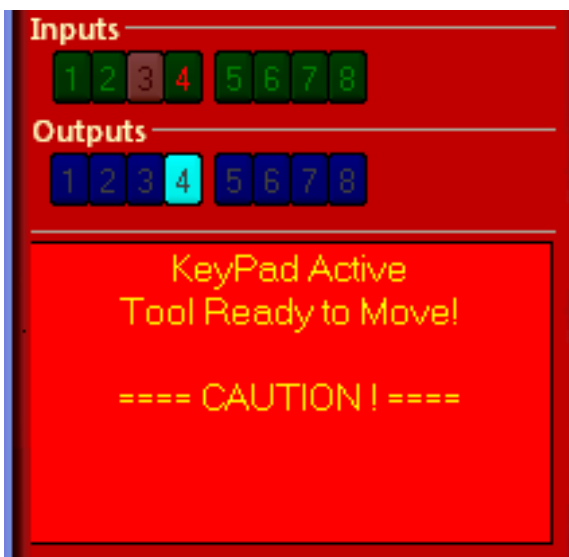 Inputs
1 2 3 4 5 6 7 8
Outputs
1 2 3 4 5 6 7 8
KeyPad Active
Tool Ready to Move!
==== CAUTION ! ====